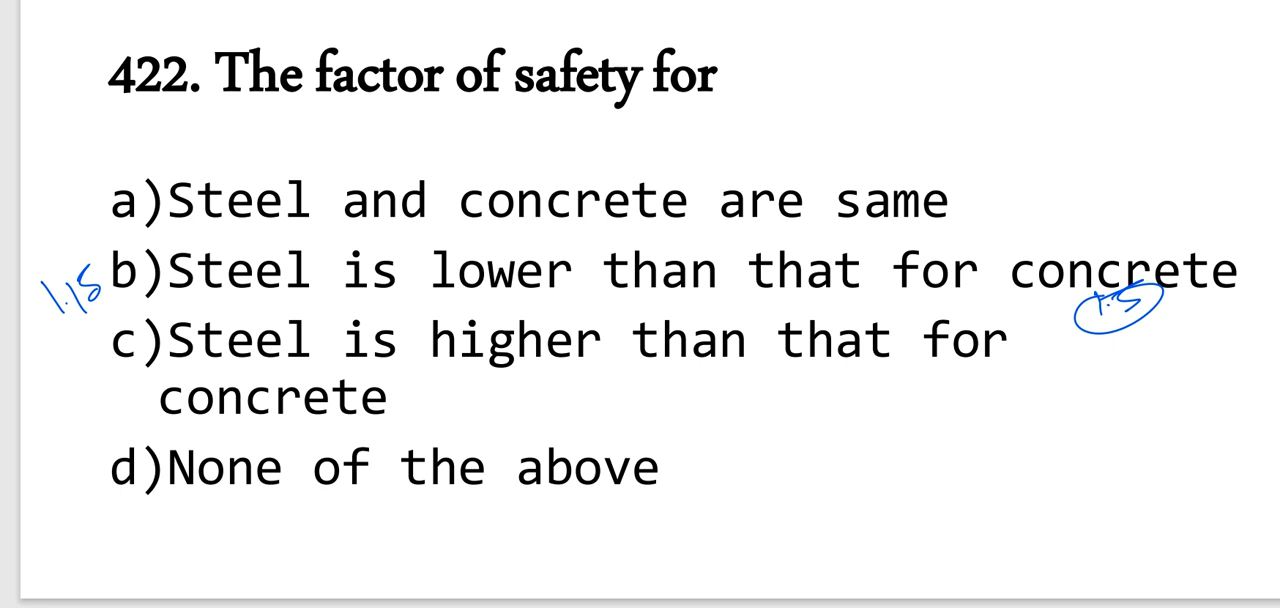 422. The factor of safety for
a)Steel and concrete are same
b)Steel is lower than that for concrete
1.15
1.5
c)Steel is higher than that for
concrete
d)None of the above